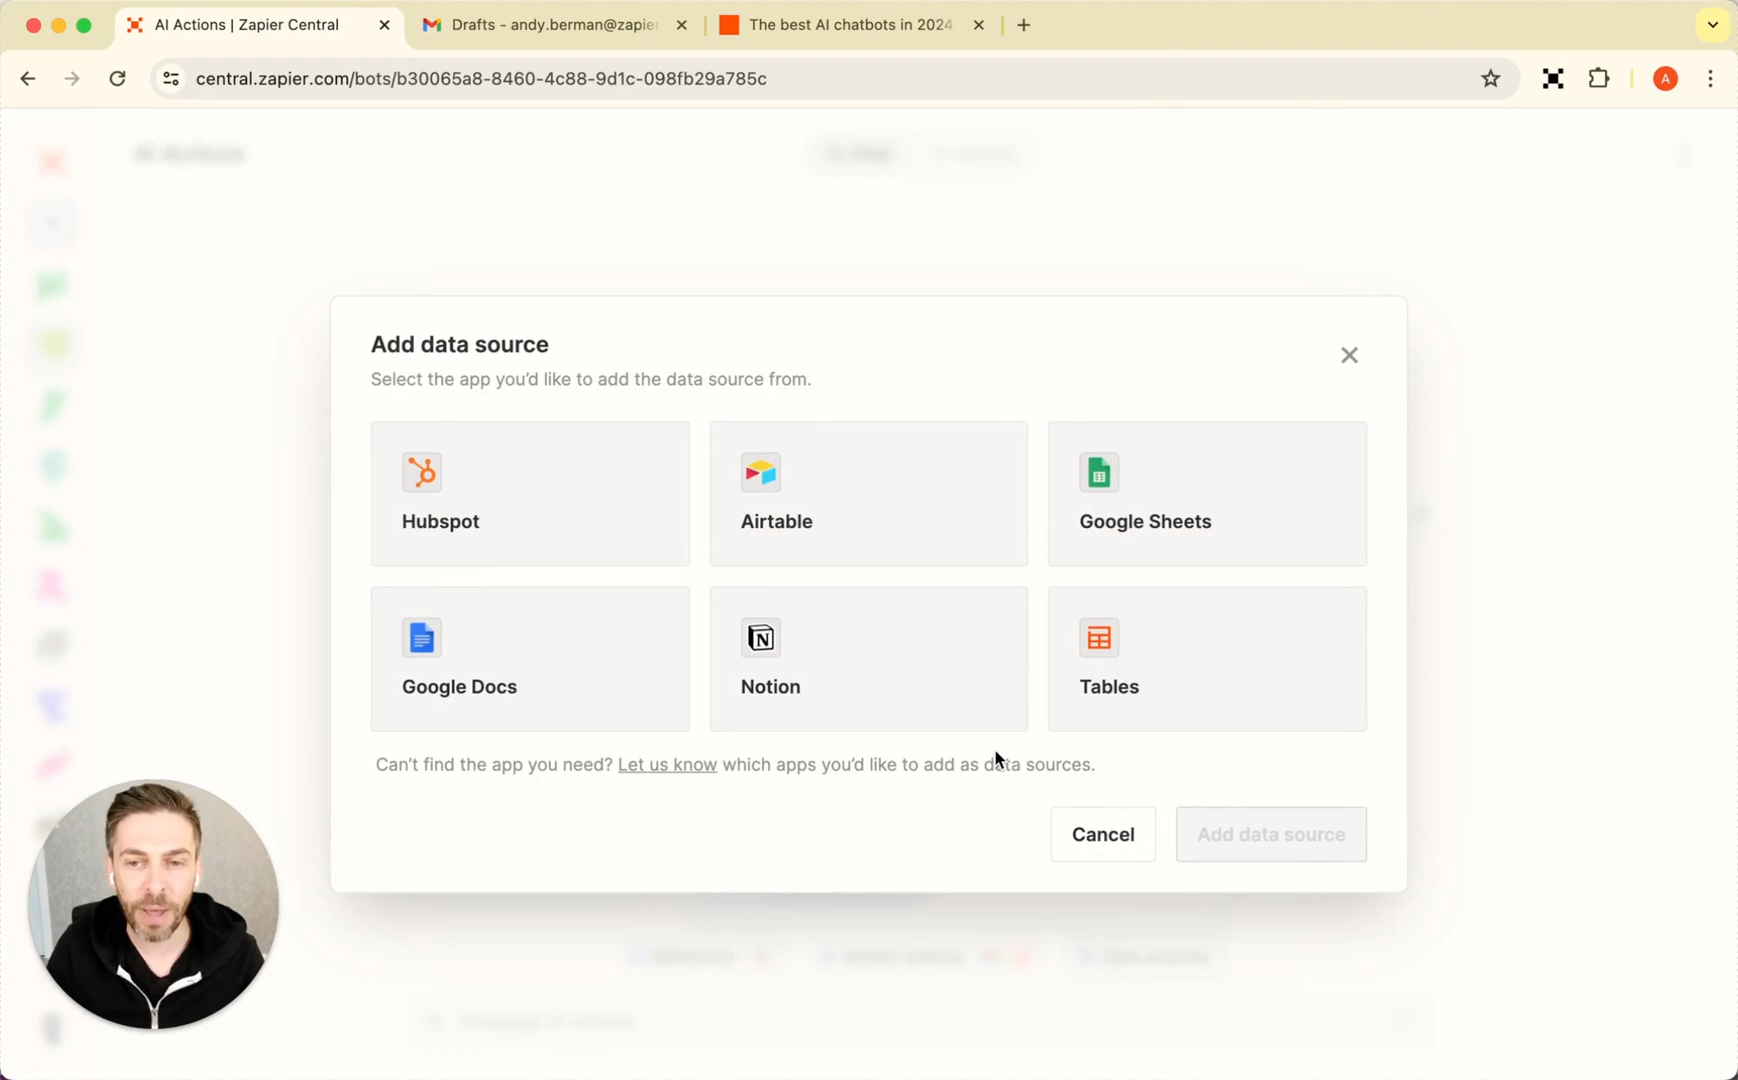 AI Actions | Zapier Central
Drafts - andy.berman@zapier
The best AI chatbots in 2024
central.zapier.com/bots/b30065a8-8460-4c88-9d1c-098fb29a785c
A
AI Actions
Chat
Add data source
Select the app you’d like to add the data source from.
Hubspot
Airtable
Google Sheets
Google Docs
Notion
Tables
Can’t find the app you need? Let us know which apps you’d like to add as data sources.
Cancel
Add data source